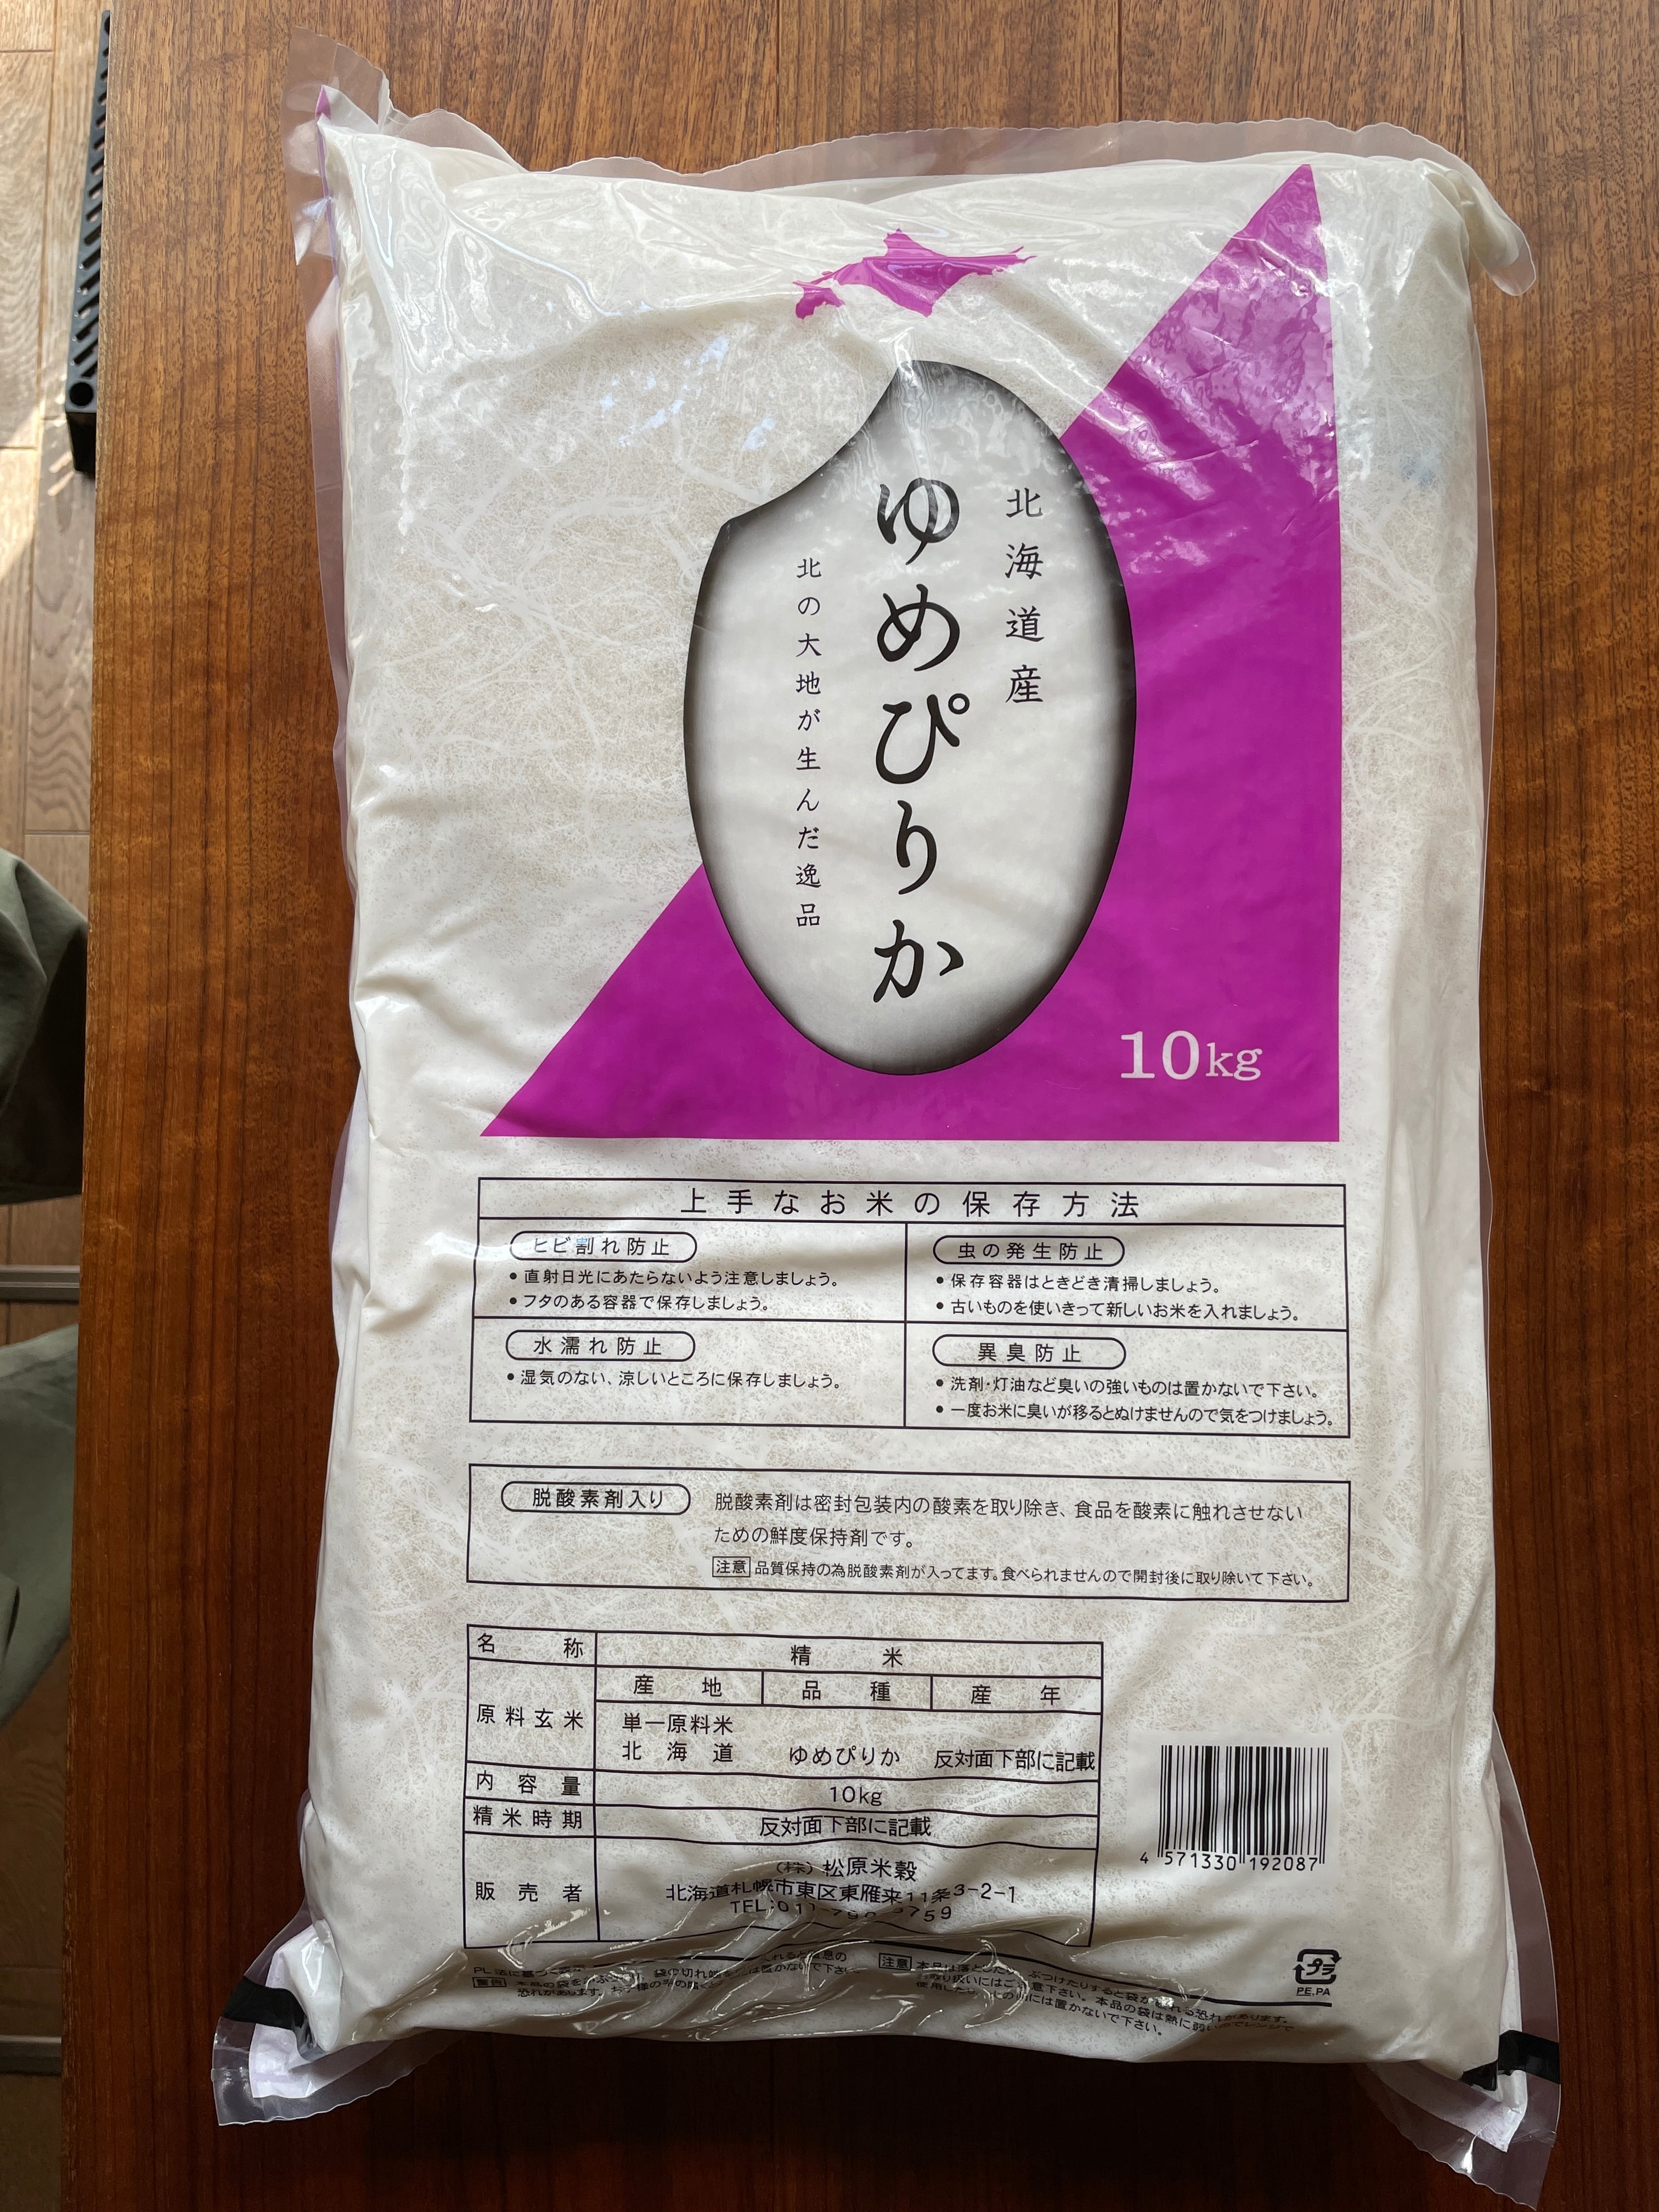 北海道産
ゆめぴりか
北の大地が生んだ逸品
10kg
上手なお米の保存方法
ヒビ割れ防止
•直射日光にあたらないよう注意しましょう。
•フタのある容器で保存しましょう。
虫の発生防止
•保存容器はときどき清掃しましょう。
•古いものを使いきって新しいお米を入れましょう。
水濡れ防止
•湿気のない、涼しいところに保存しましょう。
異臭防止
•洗剤・灯油など臭いの強いものは置かないで下さい。
•一度お米に臭いが移るとぬけませんので気をつけましょう。
脱酸素剤入り
脱酸素剤は密封包装内の酸素を取り除き、食品を酸素に触れさせない
ための鮮度保持剤です。
注意 品質保持の為脱酸素剤が入ってます。食べられませんので開封後に取り除いて下さい。
名称 精米
原料玄米 産地 品種 産年
単一原料米
北海道 ゆめぴりか 反対面下部に記載
内容量 10kg
精米時期 反対面下部に記載
販売者 (株)松原米穀
北海道札幌市東区東雁来11条3-2-1
TEL:011
4 571330 192087
警告
注意
プラ
PE.PA